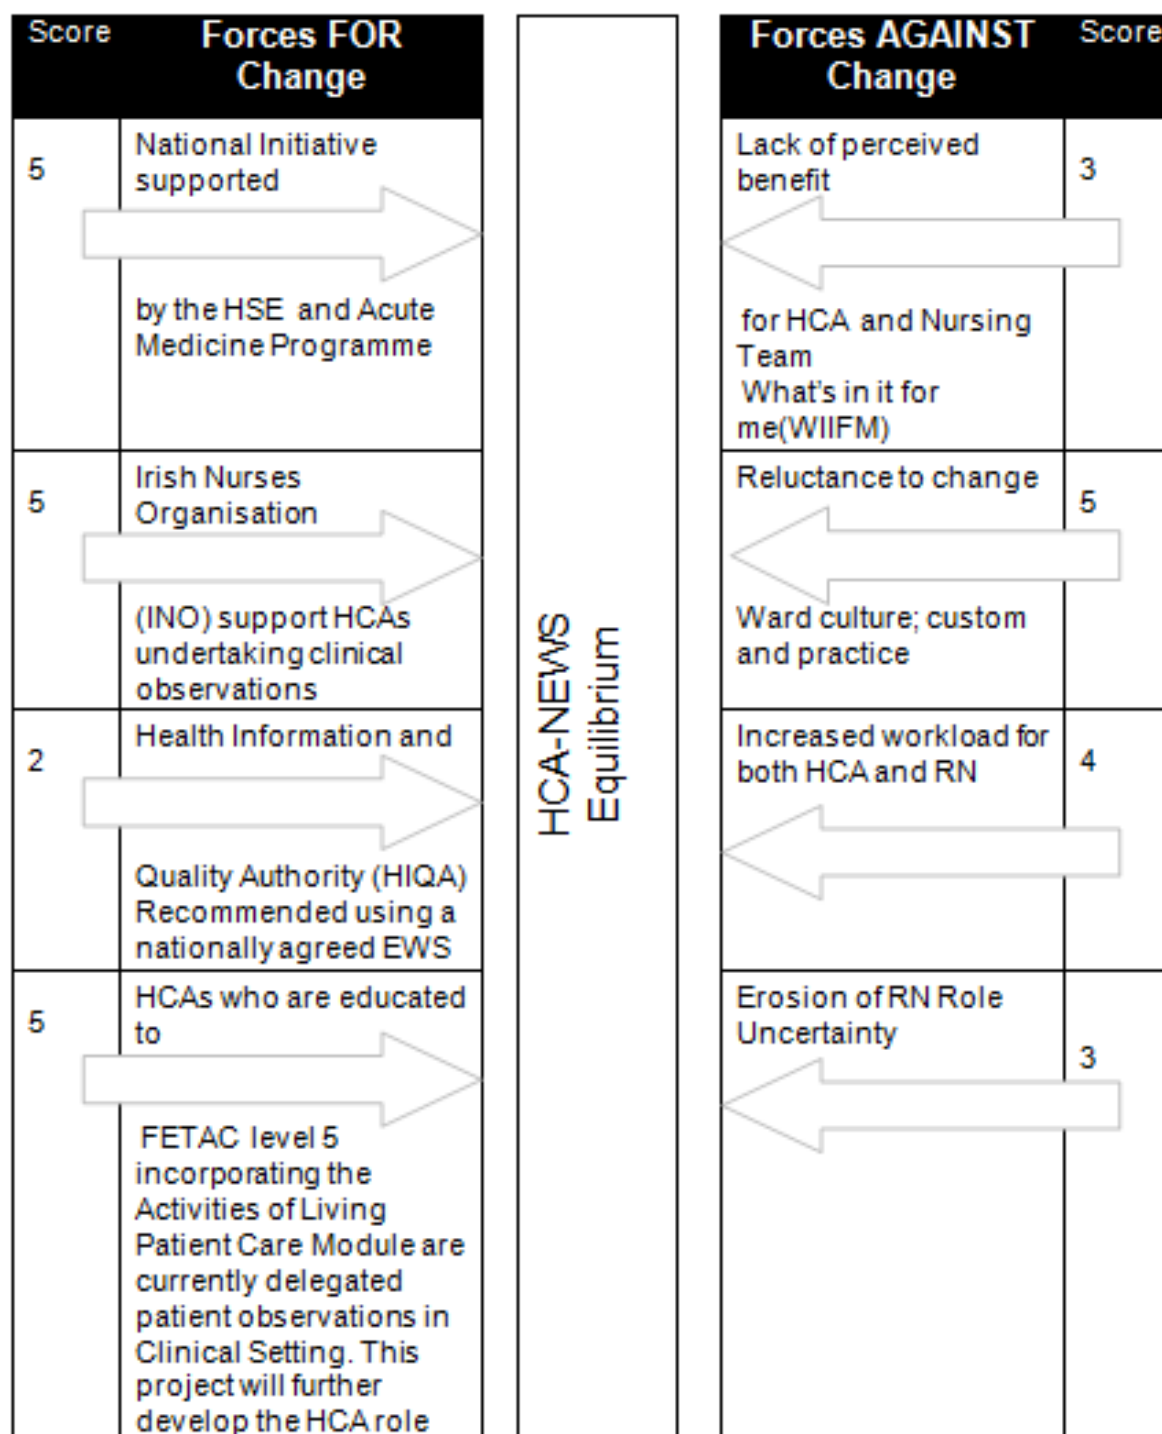 Score
Forces FOR
Change
5
National Initiative
supported
by the HSE and Acute
Medicine Programme
5
Irish Nurses
Organisation
(INO) support HCAs
undertaking clinical
observations
2
Health Information and
Quality Authority (HIQA)
Recommended using a
nationally agreed EWS
5
HCAs who are educated
to
FETAC level 5
incorporating the
Activities of Living
Patient Care Module are
currently delegated
patient observations in
Clinical Setting. This
project will further
develop the HCA role
HCA-NEWS
Equilibrium
Forces AGAINST
Change
Score
Lack of perceived
benefit
3
for HCA and Nursing
Team
What's in it for
me(WIIFM)
Reluctance to change
5
Ward culture; custom
and practice
Increased workload for
both HCA and RN
4
Erosion of RN Role
Uncertainty
3